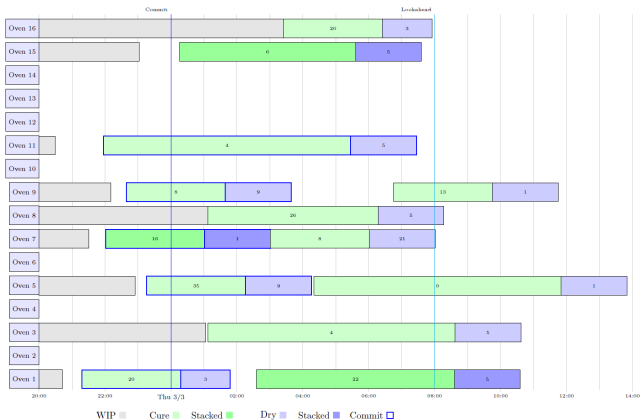 Commit Lookahead
Oven 16 20 3
Oven 15 6 5
Oven 14
Oven 13
Oven 12
Oven 11 4 5
Oven 10
Oven 9 8 9 13 1
Oven 8 26 5
Oven 7 16 1 8 21
Oven 6
Oven 5 35 9 0 1
Oven 4
Oven 3 4 5
Oven 2
Oven 1 20 3 22 5
20:00 22:00 Thu 3/3 02:00 04:00 06:00 08:00 10:00 12:00 14:00
WIP Cure Stacked Dry Stacked Commit